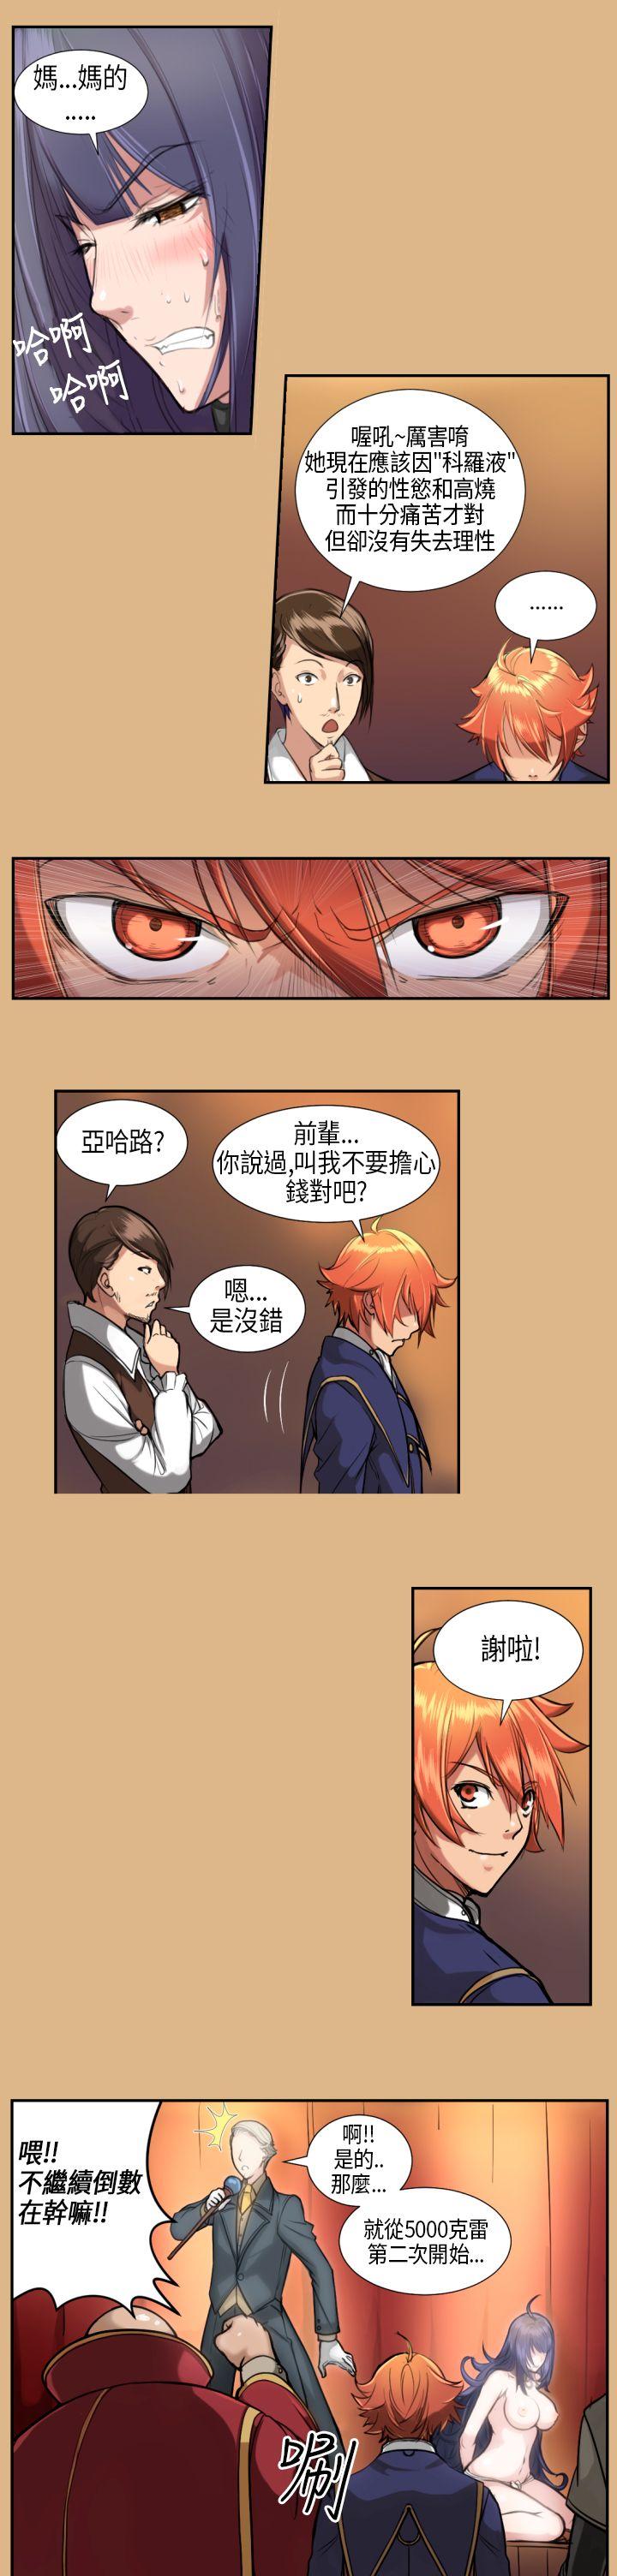 媽...媽的
.....
哈啊
哈啊
喔吼~厲害唷
她現在應該因"科羅液"
引發的性慾和高燒
而十分痛苦才對
但卻沒有失去理性
......
亞哈路?
前輩...
你說過,叫我不要擔心
錢對吧?
嗯...
是沒錯
謝啦!
喂!!
不繼續倒數
在幹嘛!!
啊!!
是的..
那麼...
就從5000克雷
第二次開始...
唰